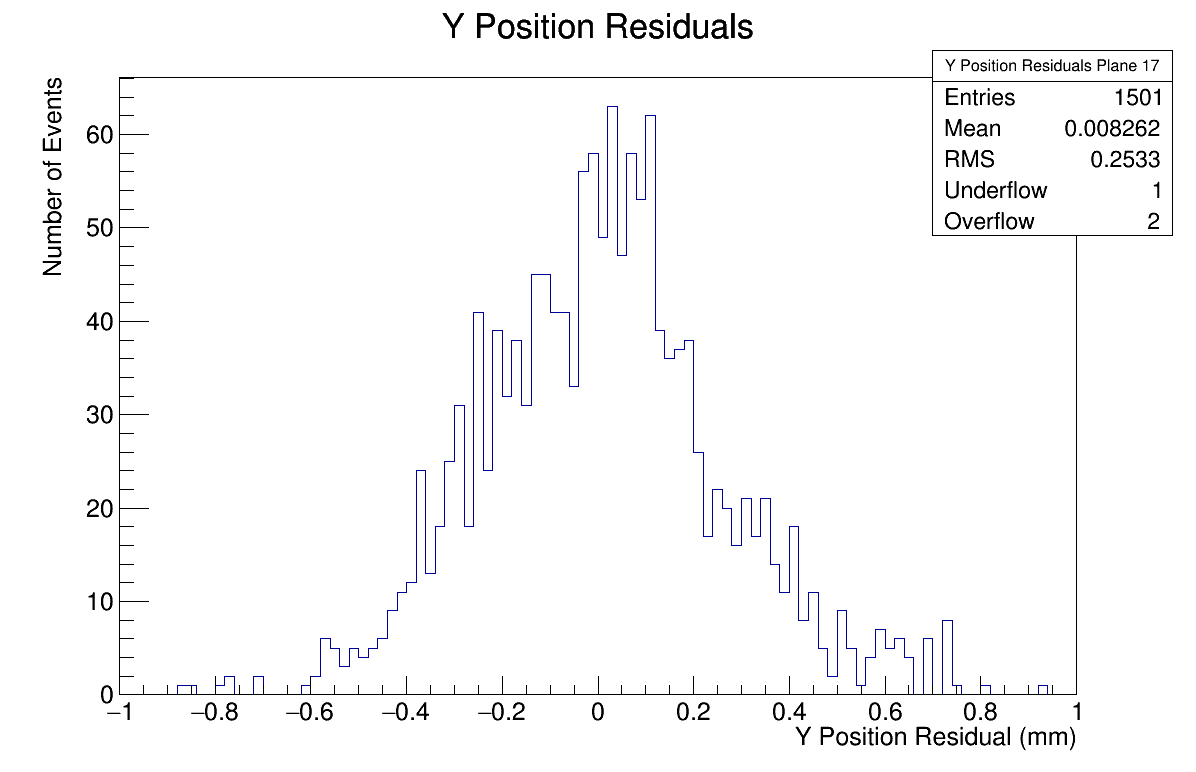 Y Position Residuals
Number of Events
Y Position Residuals Plane 17
Entries 1501
Mean 0.008262
RMS 0.2533
Underflow 1
Overflow 2
60
50
40
30
20
10
0
−1 −0.8 −0.6 −0.4 −0.2 0 0.2 0.4 0.6 0.8 1
Y Position Residual (mm)